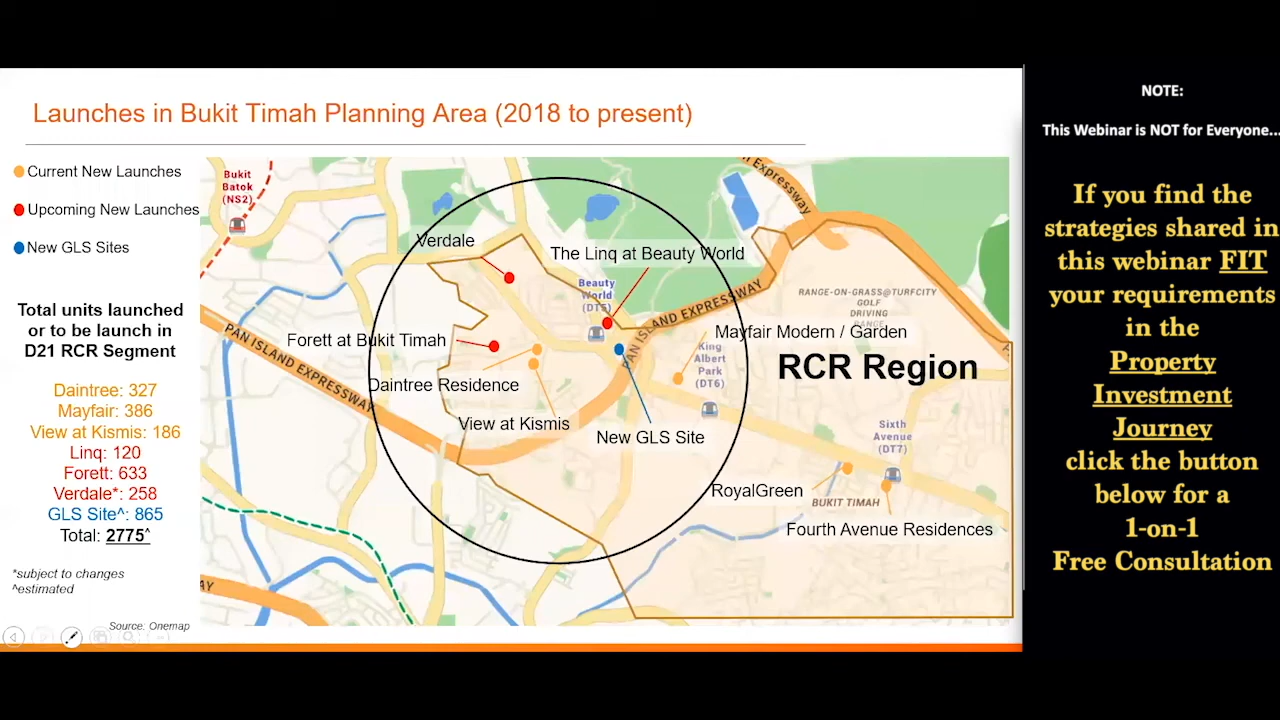 Launches in Bukit Timah Planning Area (2018 to present)
Current New Launches
Upcoming New Launches
New GLS Sites
Total units launched
or to be launch in
D21 RCR Segment
Daintree: 327
Mayfair: 386
View at Kismis: 186
Linq: 120
Forett: 633
Verdale*: 258
GLS Site^: 865
Total: 2775^
*subject to changes
^estimated
Source: Onemap
Bukit
Batok
(NS2)
Verdale
The Linq at Beauty World
Beauty
World
(DT5)
Forett at Bukit Timah
Daintree Residence
View at Kismis
New GLS Site
Mayfair Modern / Garden
King
Albert
Park
(DT6)
RCR Region
RANGE-ON-GRASS@TURFCITY
GOLF
DRIVING
RANGE
Sixth
Avenue
(DT7)
RoyalGreen
BUKIT TIMAH
Fourth Avenue Residences
PAN ISLAND EXPRESSWAY
PAN ISLAND EXPRESSWAY
Expressway
AY
NOTE:
This Webinar is NOT for Everyone...
If you find the
strategies shared in
this webinar FIT
your requirements
in the
Property
Investment
Journey
click the button
below for a
1-on-1
Free Consultation